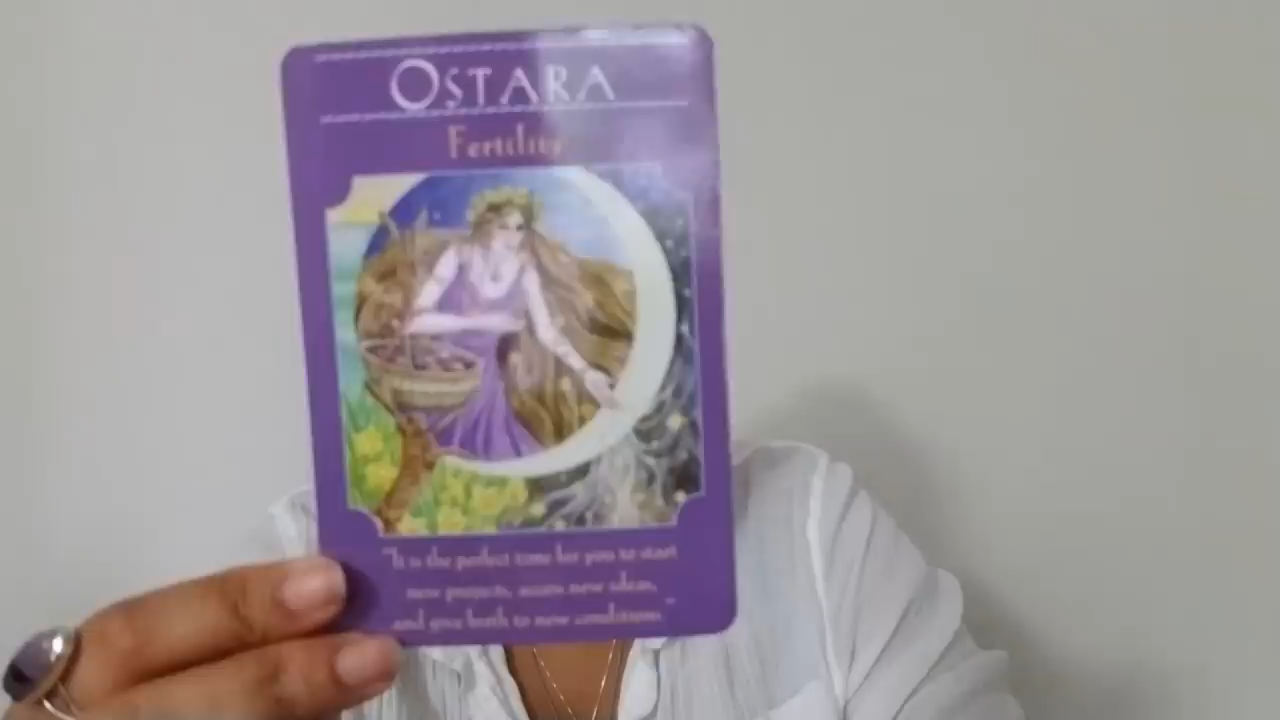 OSTARA
Fertility
"It is the perfect time for you to start
new projects, access new ideas,
and give birth to new conditions."